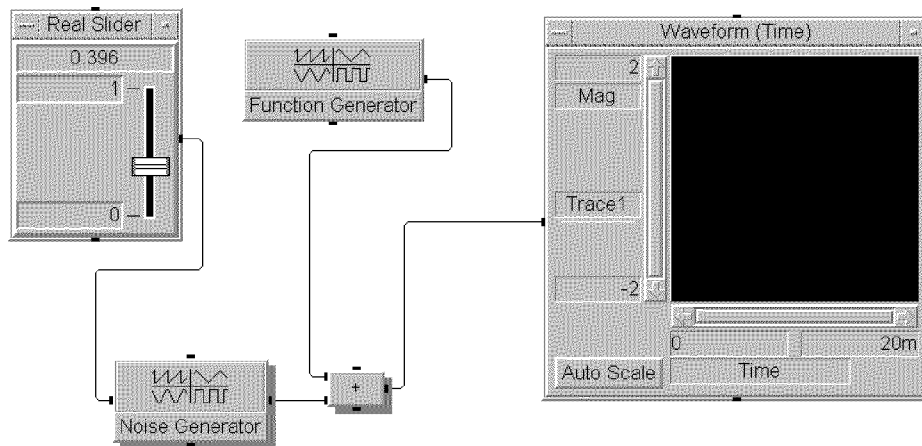 Real Slider
0.396
1
0
Function Generator
Noise Generator
+
Waveform (Time)
2
Mag
Trace1
-2
0
20m
Auto Scale
Time